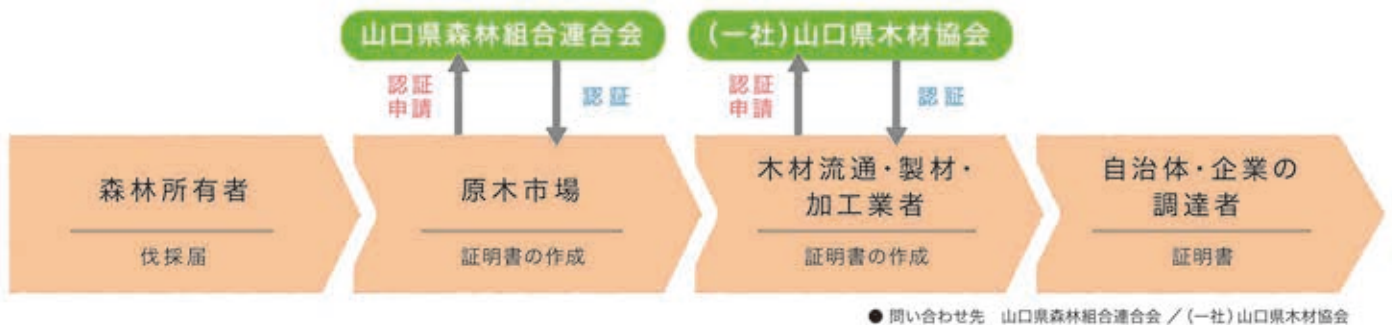 山口県森林組合連合会
(一社)山口県木材協会
認証
申請
認証
認証
申請
認証
森林所有者
伐採届
原木市場
証明書の作成
木材流通・製材・
加工業者
証明書の作成
自治体・企業の
調達者
証明書
● 問い合わせ先　山口県森林組合連合会 ／(一社)山口県木材協会